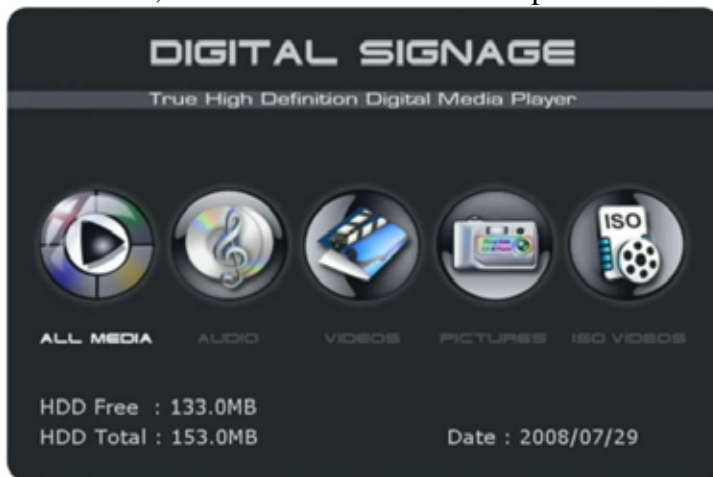 DIGITAL SIGNAGE
True High Definition Digital Media Player
ISO
ALL MEDIA
AUDIO
VIDEOS
PICTURES
ISO VIDEOS
HDD Free : 133.0MB
HDD Total : 153.0MB
Date : 2008/07/29